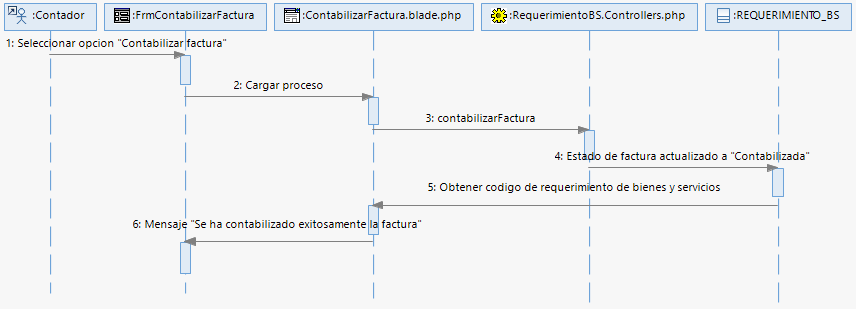 :Contador
:FrmContabilizarFactura
:ContabilizarFactura.blade.php
:RequerimientoBS.Controllers.php
:REQUERIMIENTO_BS
1: Seleccionar opcion "Contabilizar factura"
2: Cargar proceso
3: contabilizarFactura
4: Estado de factura actualizado a "Contabilizada"
5: Obtener codigo de requerimiento de bienes y servicios
6: Mensaje "Se ha contabilizado exitosamente la factura"